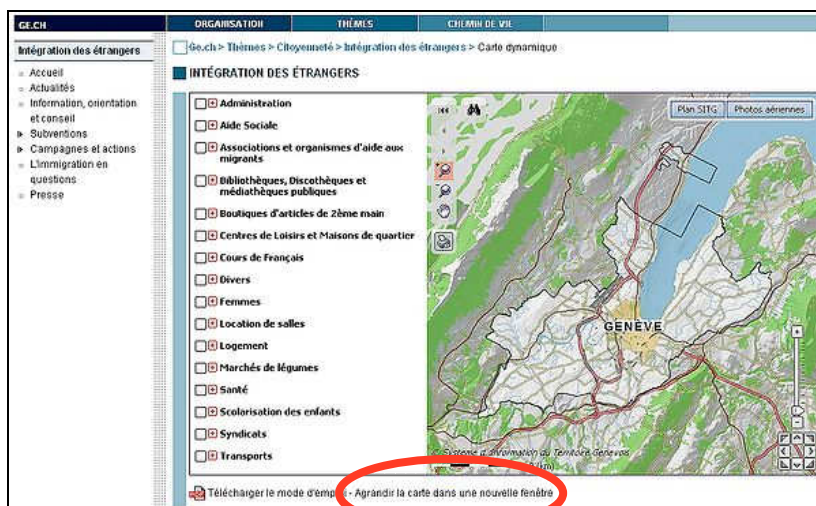 GE.CH
ORGANISATION THÈMES CHEMIN DE VIE
Intégration des étrangers
Accueil
Actualités
Information, orientation
et conseil
Subventions
Campagnes et actions
L'immigration en
questions
Presse
Ge.ch > Thèmes > Citoyenneté > Intégration des étrangers > Carte dynamique
INTÉGRATION DES ÉTRANGERS
Administration
Aide Sociale
Associations et organismes d'aide aux
migrants
Bibliothèques, Discothèques et
médiathèques publiques
Boutiques d'articles de 2ème main
Centres de Loisirs et Maisons de quartier
Cours de Français
Divers
Femmes
Location de salles
Logement
Marchés de légumes
Santé
Scolarisation des enfants
Syndicats
Transports
Plan SITG Photos aériennes
GENÈVE
© Système d'Information du Territoire Genevois
Télécharger le mode d'emploi - Agrandir la carte dans une nouvelle fenêtre